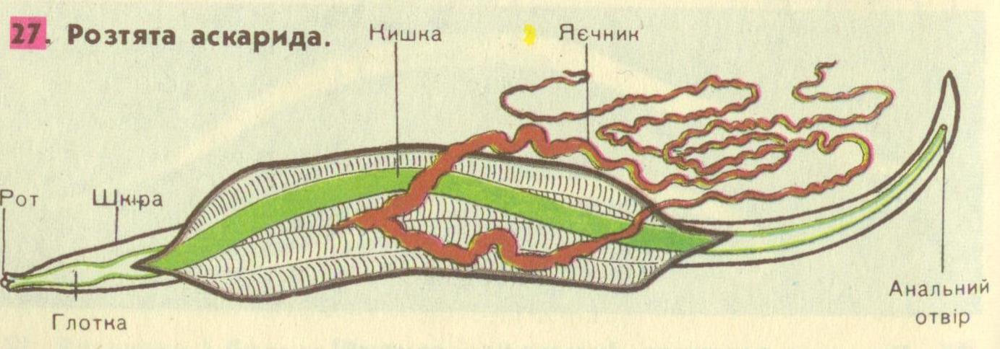 27. Розтята аскарида.
Кишка
Яєчник
Рот
Шкіра
Глотка
Анальний
отвір